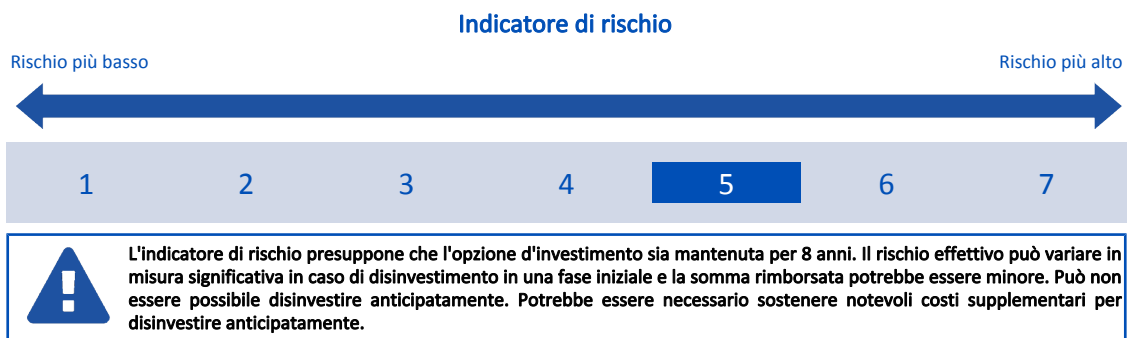 Indicatore di rischio
Rischio più basso Rischio più alto
1 2 3 4 5 6 7
L'indicatore di rischio presuppone che l'opzione d'investimento sia mantenuta per 8 anni. Il rischio effettivo può variare in
misura significativa in caso di disinvestimento in una fase iniziale e la somma rimborsata potrebbe essere minore. Può non
essere possibile disinvestire anticipatamente. Potrebbe essere necessario sostenere notevoli costi supplementari per
disinvestire anticipatamente.